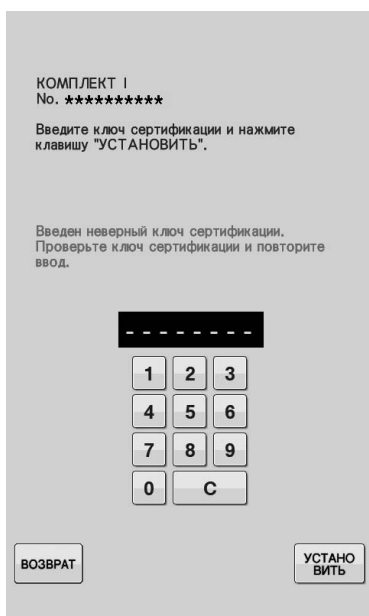 КОМПЛЕКТ I
No. **********
Введите ключ сертификации и нажмите
клавишу "УСТАНОВИТЬ".
Введен неверный ключ сертификации.
Проверьте ключ сертификации и повторите
ввод.
- - - - - - - -
1 2 3
4 5 6
7 8 9
0 C
ВОЗВРАТ
УСТАНО
ВИТЬ